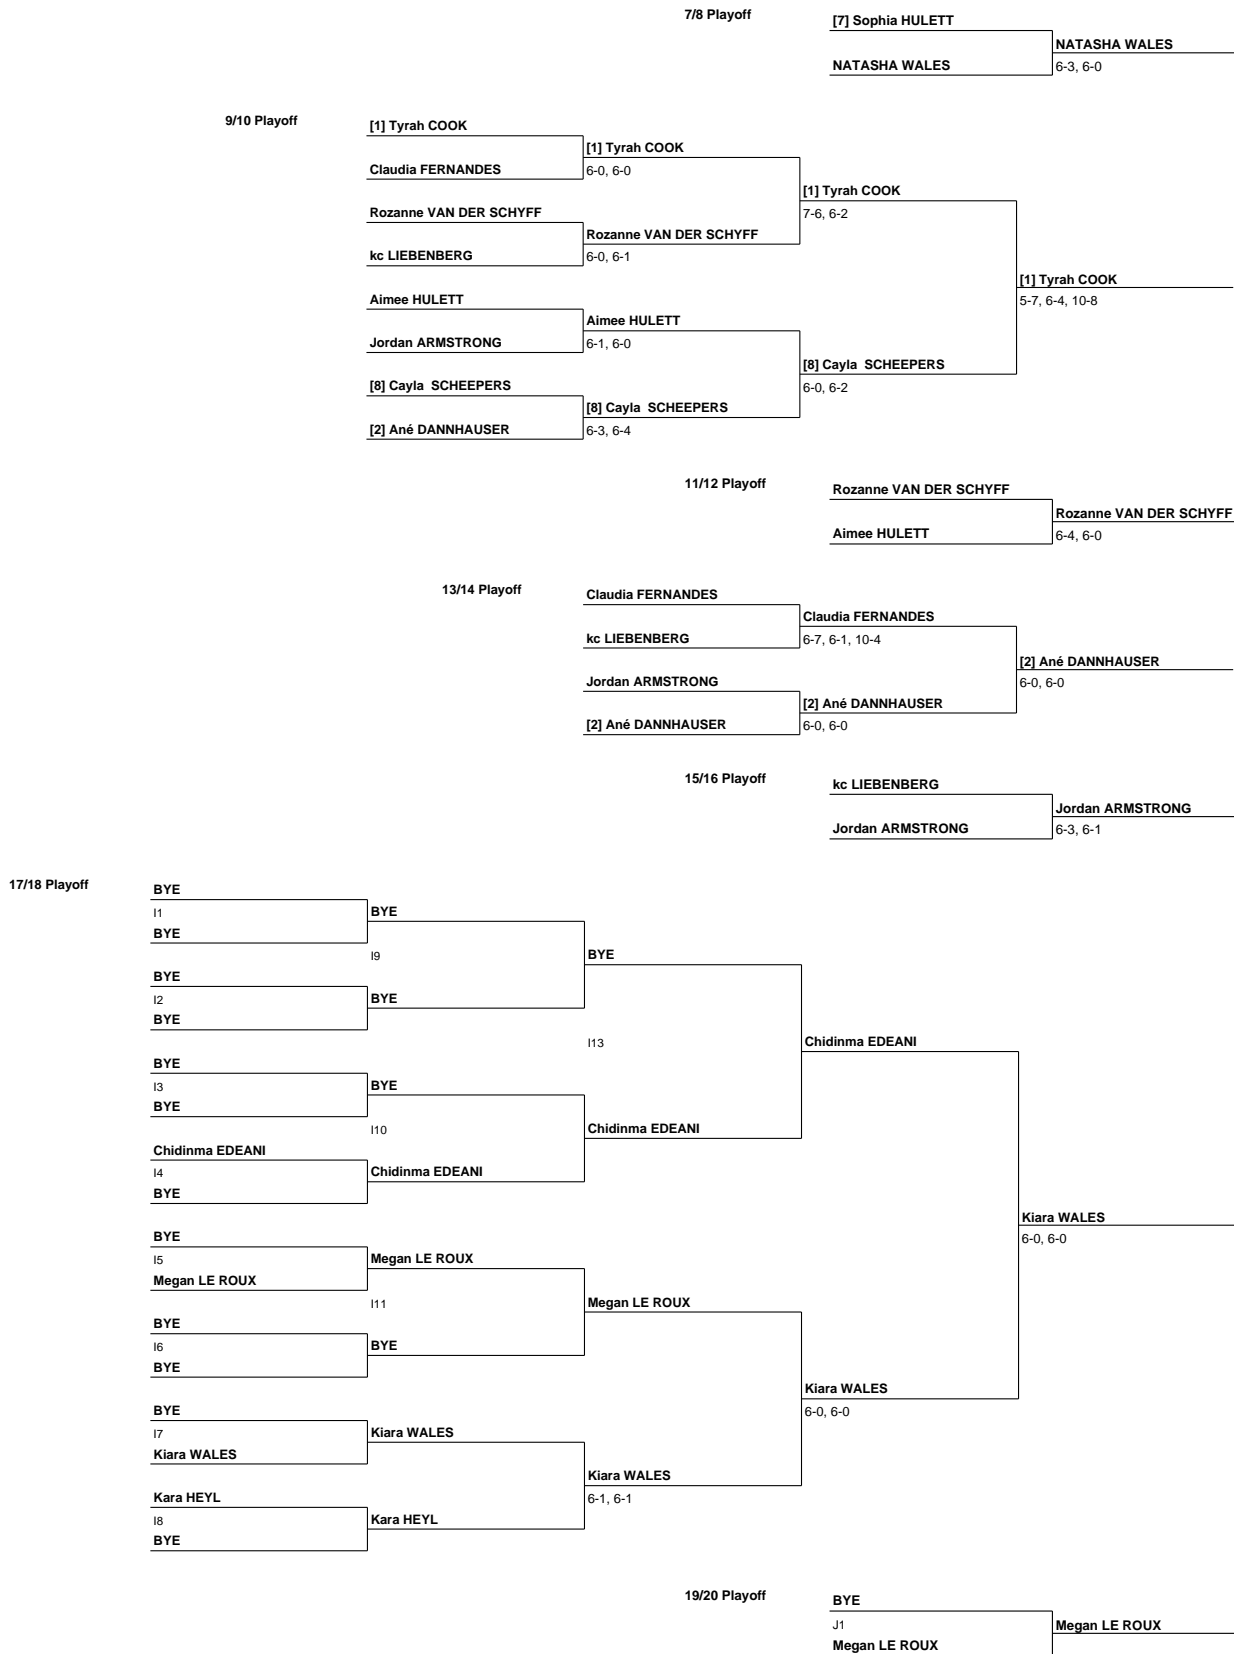 7/8 Playoff
[7] Sophia HULETT
NATASHA WALES
NATASHA WALES
6-3, 6-0
9/10 Playoff
[1] Tyrah COOK
[1] Tyrah COOK
Claudia FERNANDES
6-0, 6-0
[1] Tyrah COOK
7-6, 6-2
Rozanne VAN DER SCHYFF
Rozanne VAN DER SCHYFF
kc LIEBENBERG
6-0, 6-1
[1] Tyrah COOK
5-7, 6-4, 10-8
Aimee HULETT
Aimee HULETT
Jordan ARMSTRONG
6-1, 6-0
[8] Cayla  SCHEEPERS
6-0, 6-2
[8] Cayla  SCHEEPERS
[8] Cayla  SCHEEPERS
[2] Ané DANNHAUSER
6-3, 6-4
11/12 Playoff
Rozanne VAN DER SCHYFF
Rozanne VAN DER SCHYFF
Aimee HULETT
6-4, 6-0
13/14 Playoff
Claudia FERNANDES
Claudia FERNANDES
kc LIEBENBERG
6-7, 6-1, 10-4
[2] Ané DANNHAUSER
6-0, 6-0
Jordan ARMSTRONG
[2] Ané DANNHAUSER
[2] Ané DANNHAUSER
6-0, 6-0
15/16 Playoff
kc LIEBENBERG
Jordan ARMSTRONG
Jordan ARMSTRONG
6-3, 6-1
17/18 Playoff
BYE
I1
BYE
BYE
I9
BYE
BYE
I2
BYE
BYE
I13
Chidinma EDEANI
BYE
I3
BYE
BYE
I10
Chidinma EDEANI
Chidinma EDEANI
I4
Chidinma EDEANI
BYE
Kiara WALES
6-0, 6-0
BYE
I5
Megan LE ROUX
Megan LE ROUX
I11
Megan LE ROUX
BYE
I6
BYE
BYE
Kiara WALES
6-0, 6-0
BYE
I7
Kiara WALES
Kiara WALES
Kiara WALES
6-1, 6-1
Kara HEYL
I8
Kara HEYL
BYE
19/20 Playoff
BYE
J1
Megan LE ROUX
Megan LE ROUX